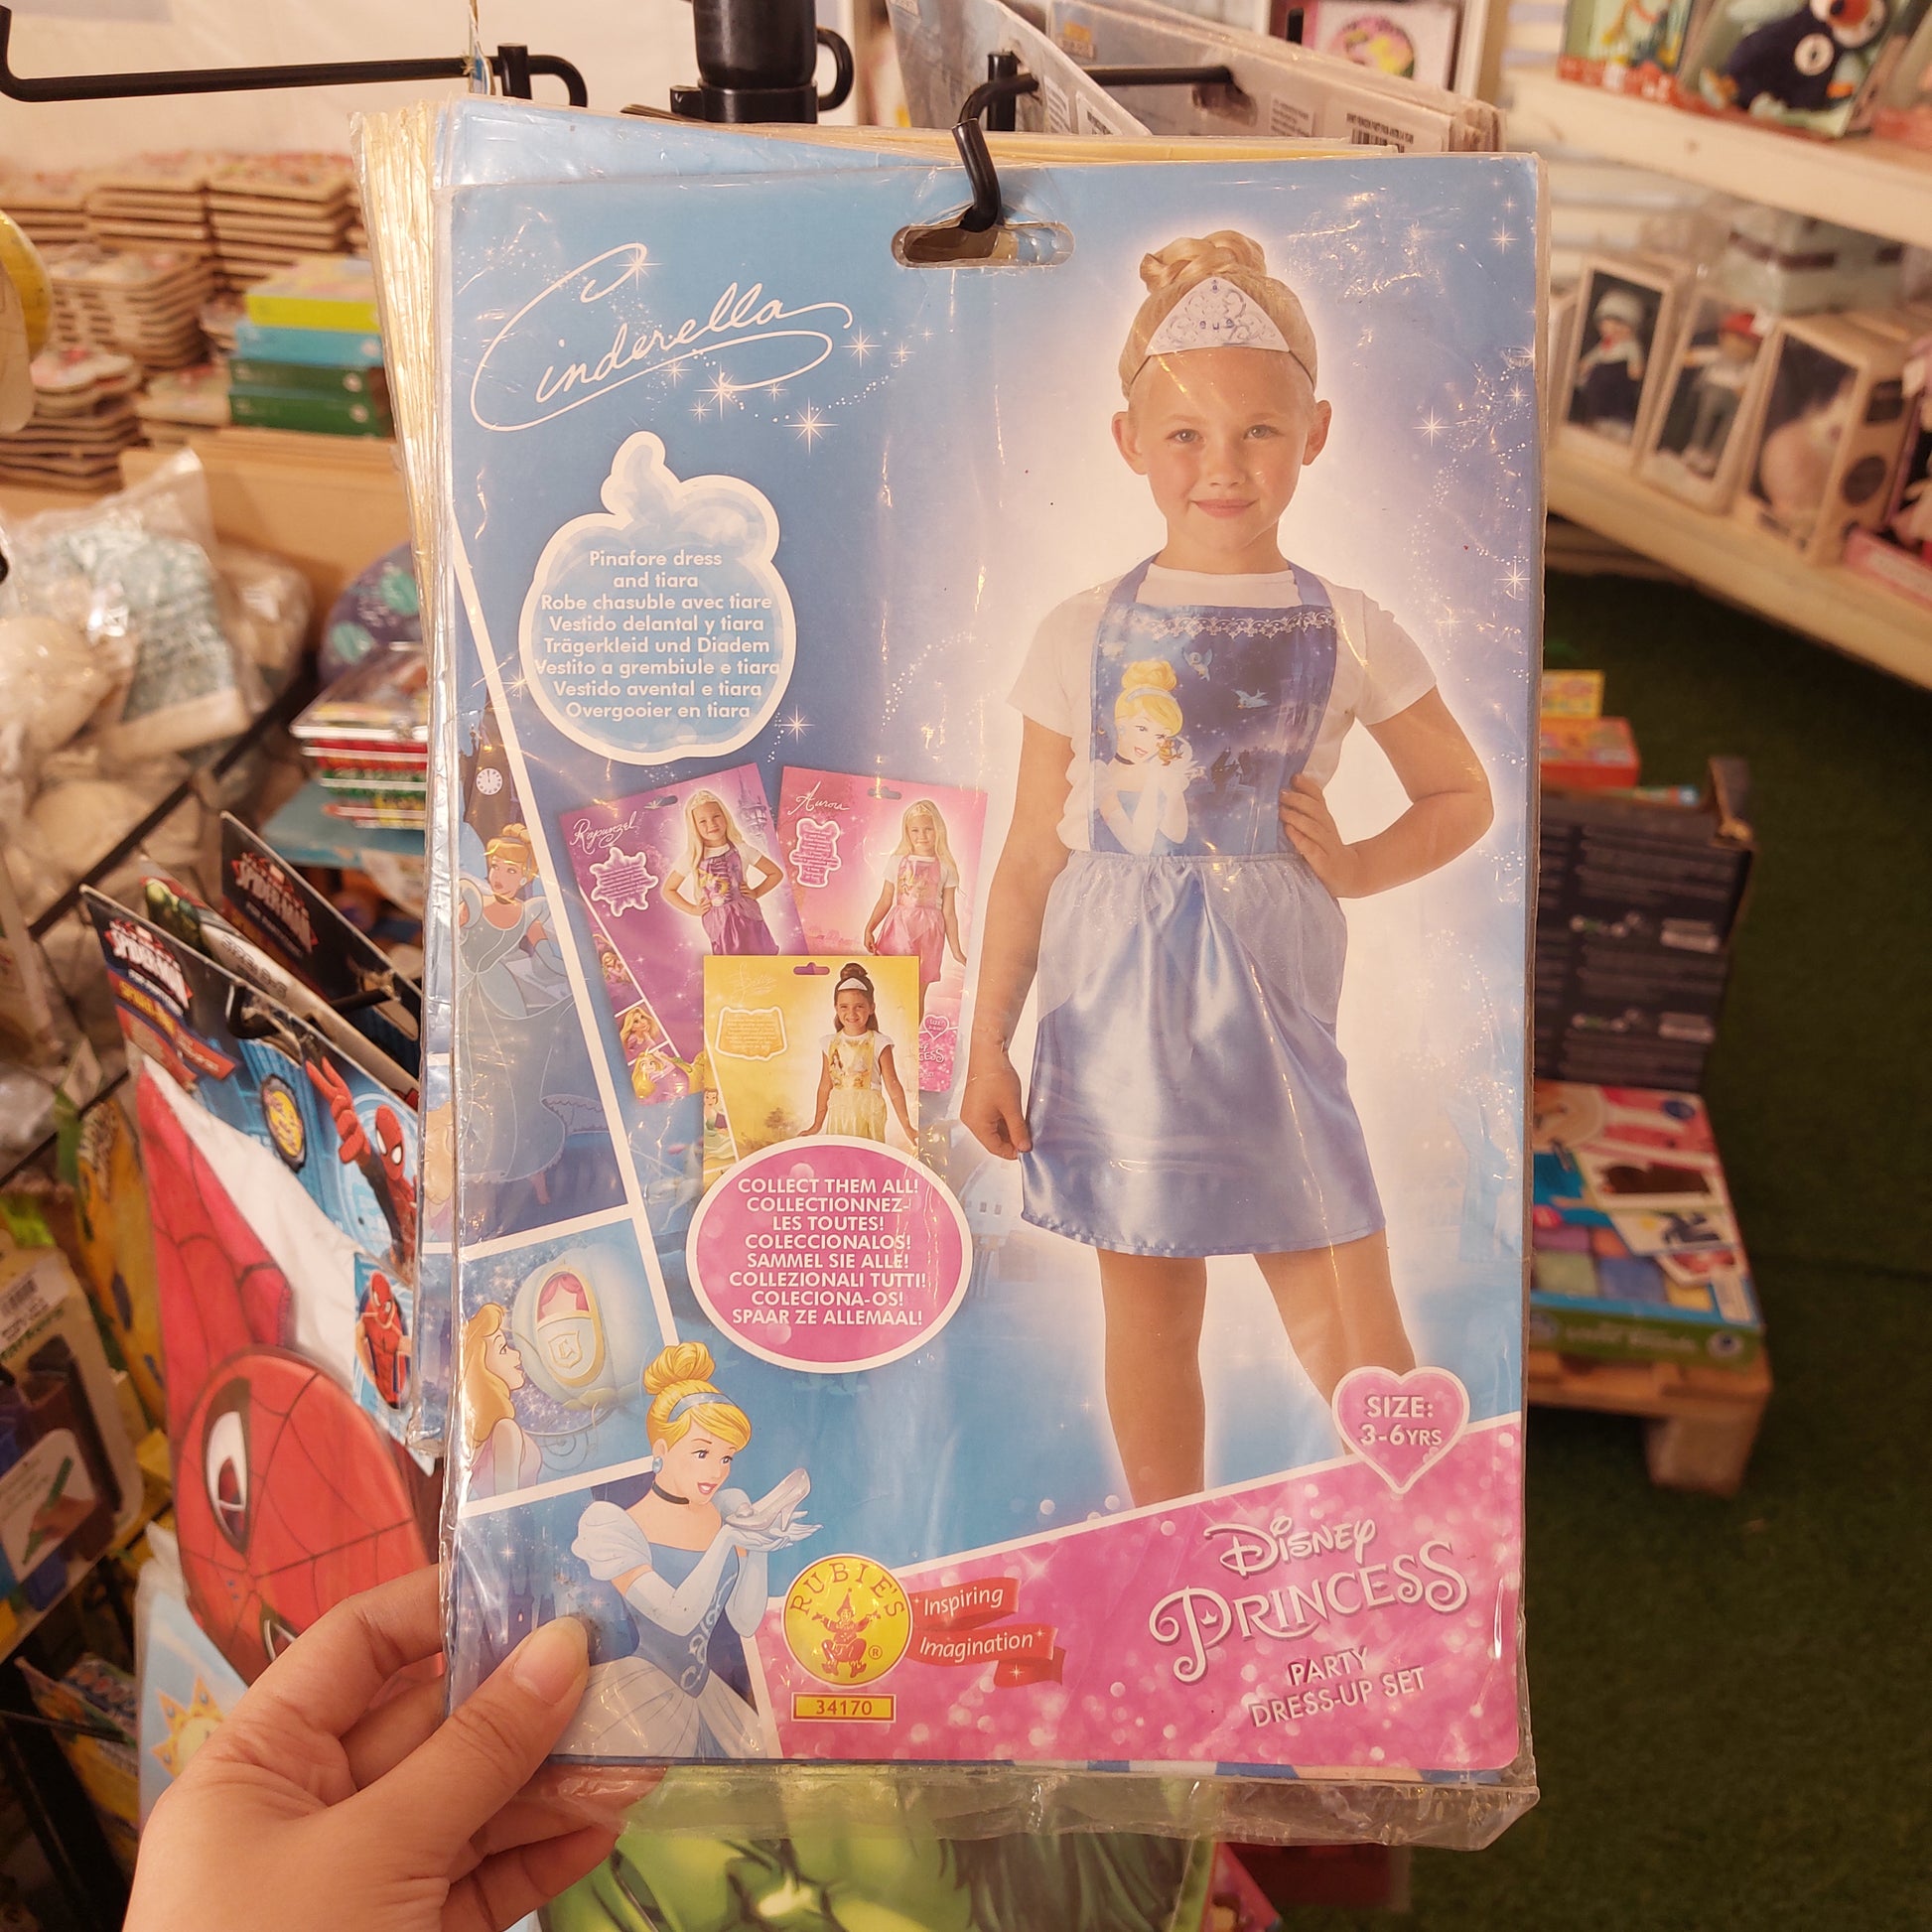 Cinderella
Pinafore dress
and tiara
Robe chasuble avec tiare
Vestido delantal y tiara
Trägerkleid und Diadem
Vestito a grembiule e tiara
Vestido avental e tiara
Overgooier en tiara
Rapunzel
Aurora
COLLECT THEM ALL!
COLLECTIONNEZ-
LES TOUTES!
COLECCIONALOS!
SAMMEL SIE ALLE!
COLLEZIONALI TUTTI!
COLECIONA-OS!
SPAAR ZE ALLEMAAL!
SIZE:
3-6YRS
Disney
PRINCESS
PARTY
DRESS-UP SET
RUBIE'S
®
Inspiring
Imagination
34170
SPIDER-MAN
SPIDER-MAN